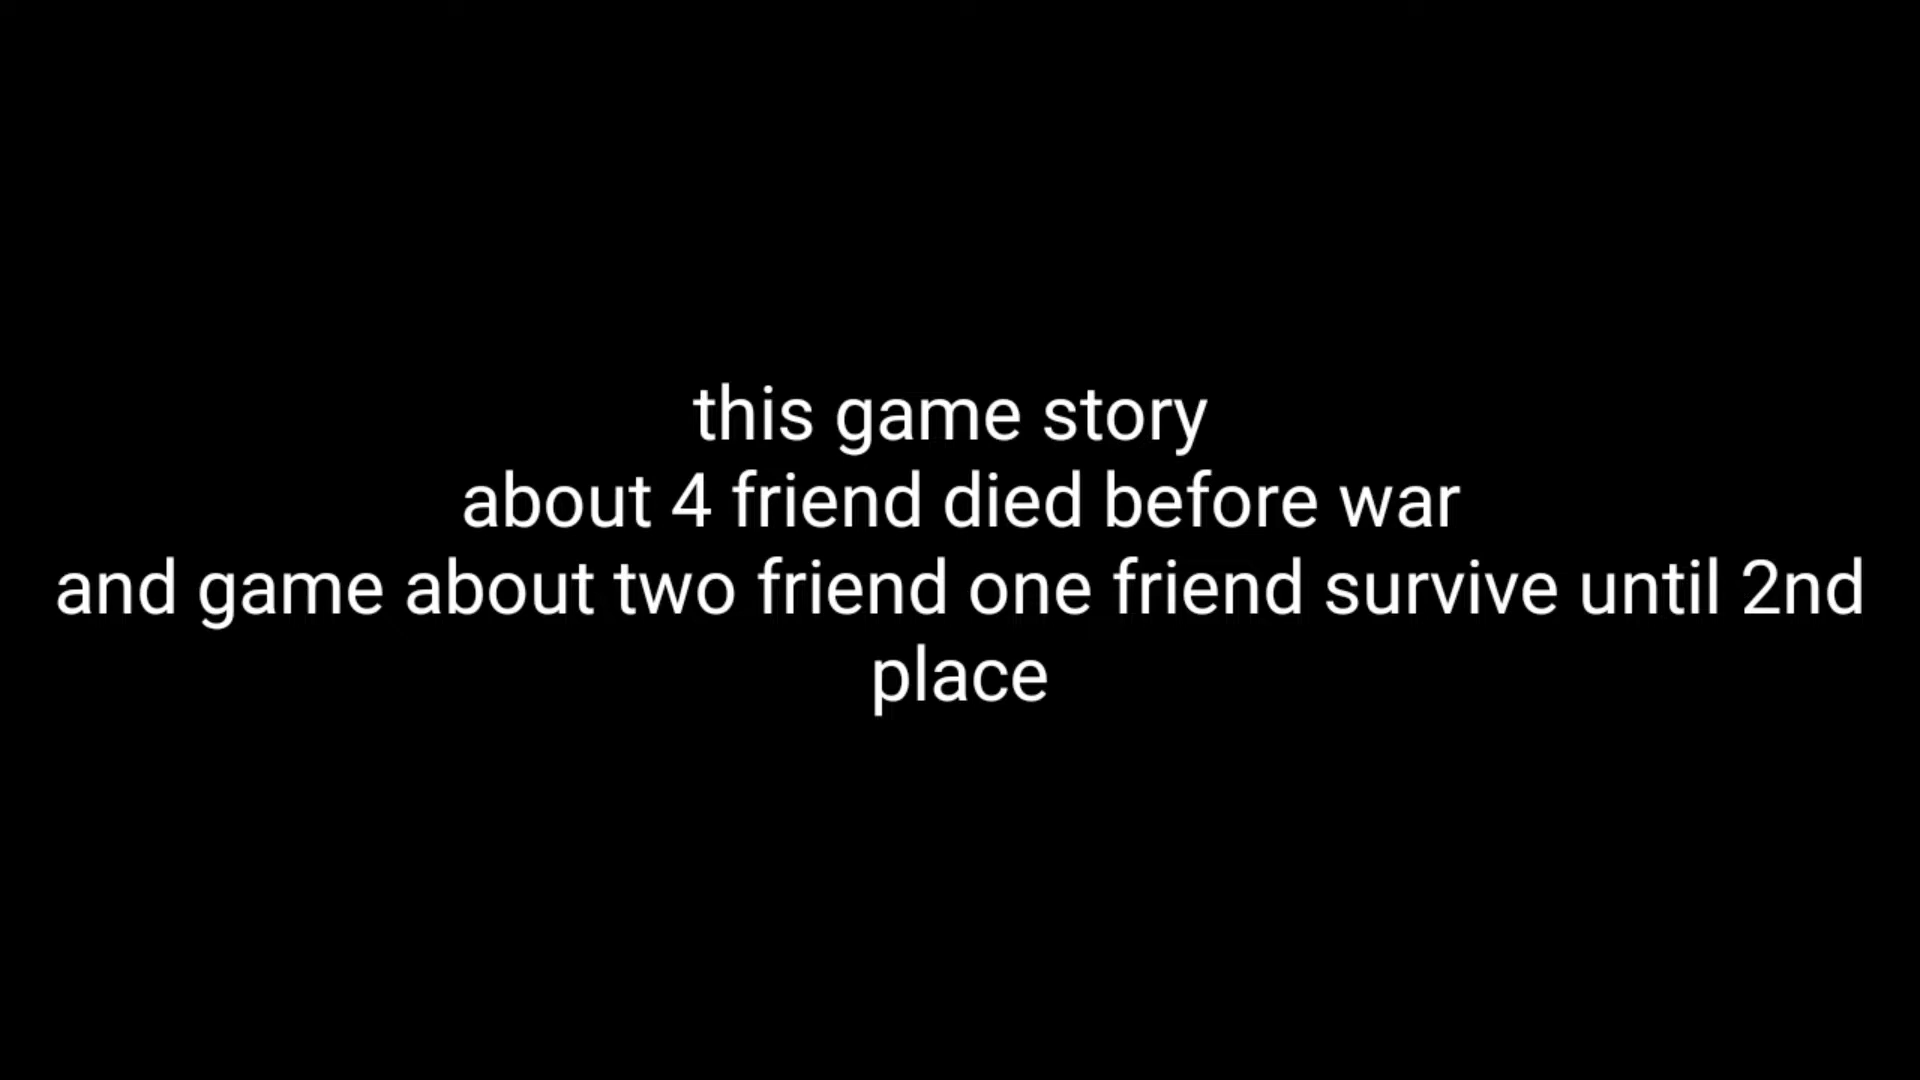 this game story
about 4 friend died before war
and game about two friend one friend survive until 2nd
place